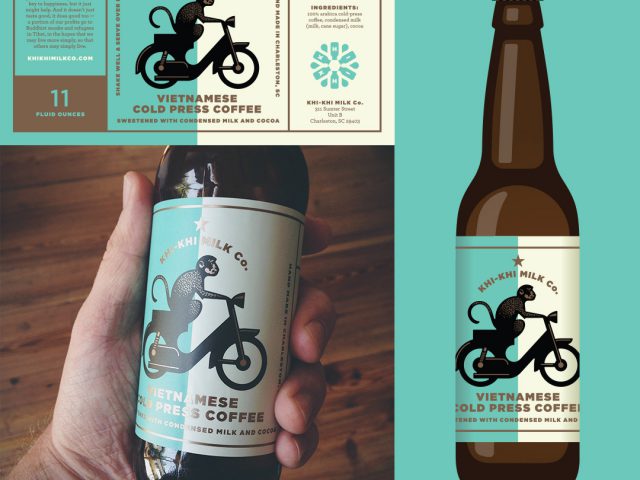 key to happiness, but it just
might help. And it doesn't just
taste good, it does good too —
a portion of our profits go to
Buddhist monks and refugees
in Tibet, in the hopes that we
may live more simply, so that
others may simply live.
KHIKHIMILKCO.COM
11
FLUID OUNCES
SHAKE WELL & SERVE OVER
VIETNAMESE
COLD PRESS COFFEE
SWEETENED WITH CONDENSED MILK AND COCOA
MADE IN CHARLESTON, SC
INGREDIENTS:
100% arabica cold-press
coffee, condensed milk
(milk, cane sugar), cocoa
KHI-KHI MILK Co.
Unit B
Charleston, SC 29403
KHI-KHI MILK Co.
HAND MADE IN CHARLESTON
VIETNAMESE
COLD PRESS COFFEE
WITH CONDENSED MILK AND COCOA
KHI-KHI MILK Co.
VIETNAMESE
COLD PRESS COFFEE
WITH CONDENSED MILK AND